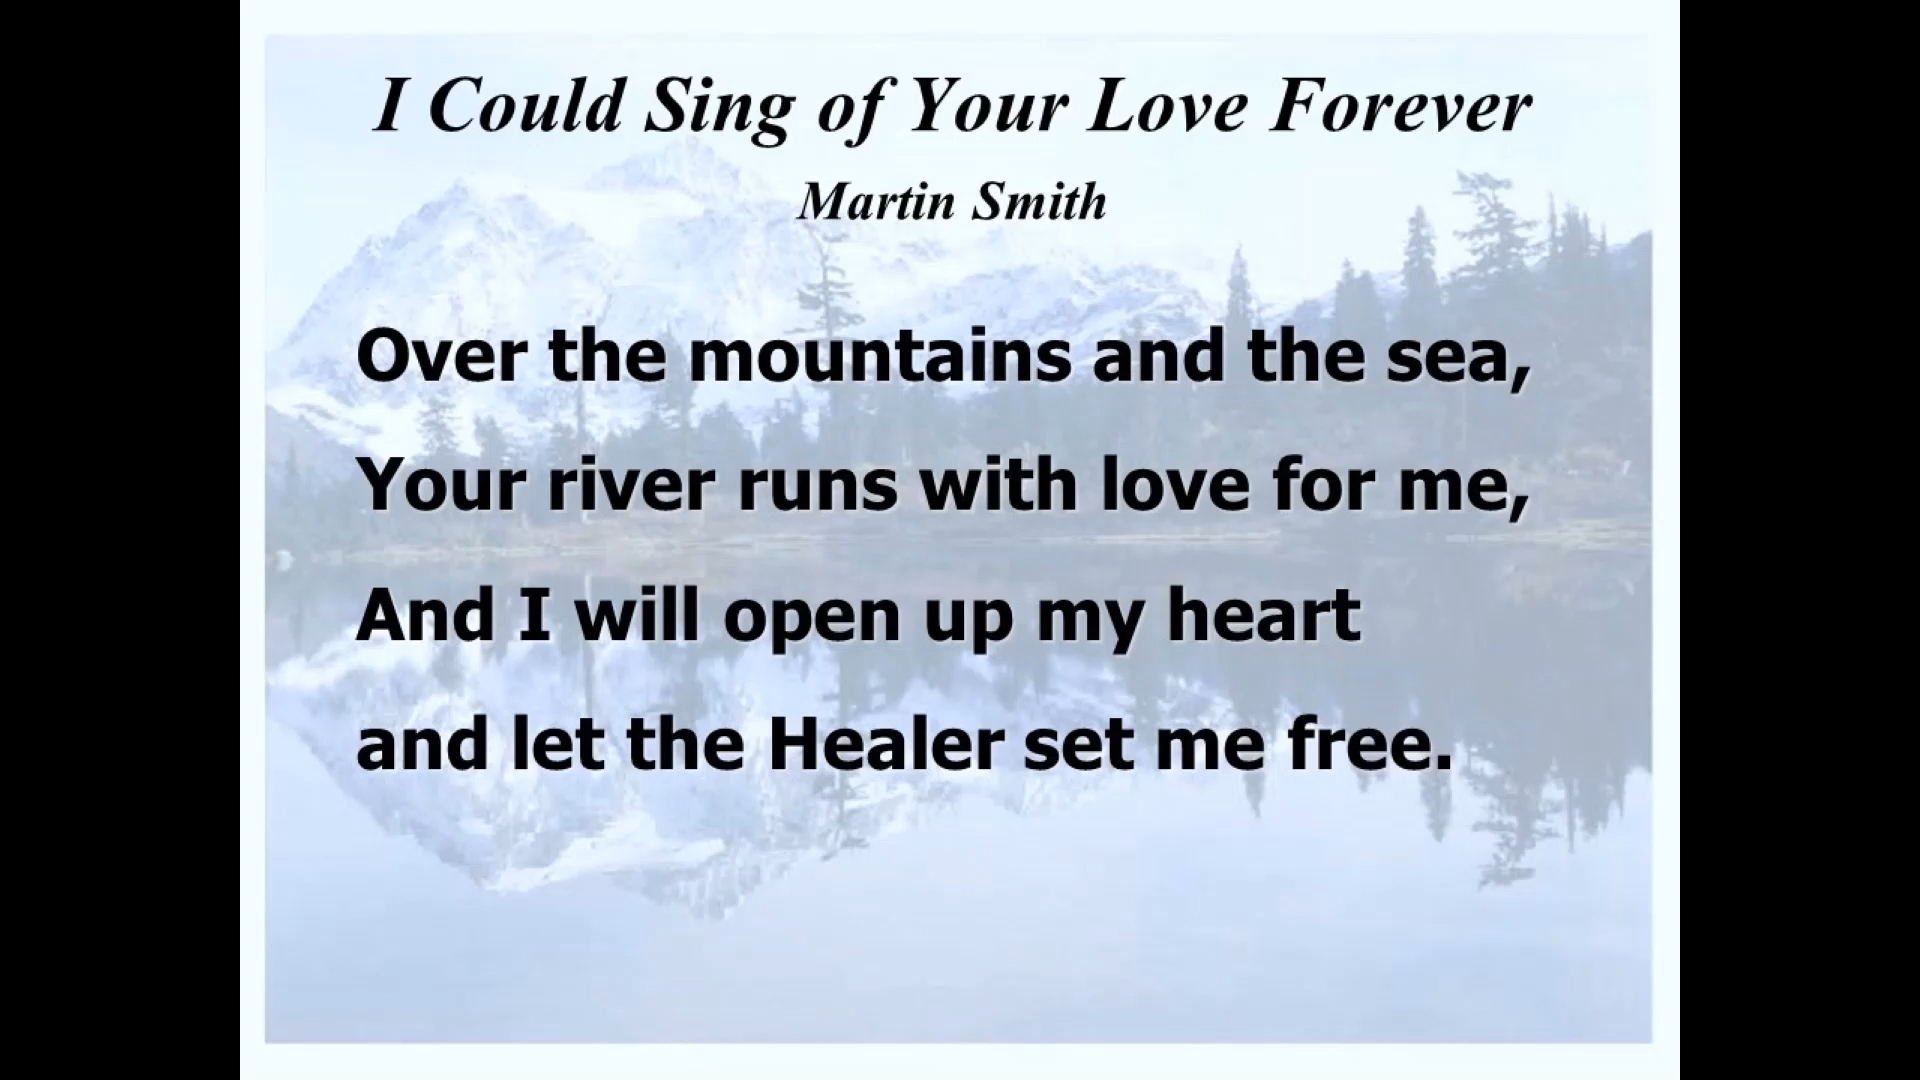 I Could Sing of Your Love Forever
Martin Smith
Over the mountains and the sea,
Your river runs with love for me,
And I will open up my heart
and let the Healer set me free.